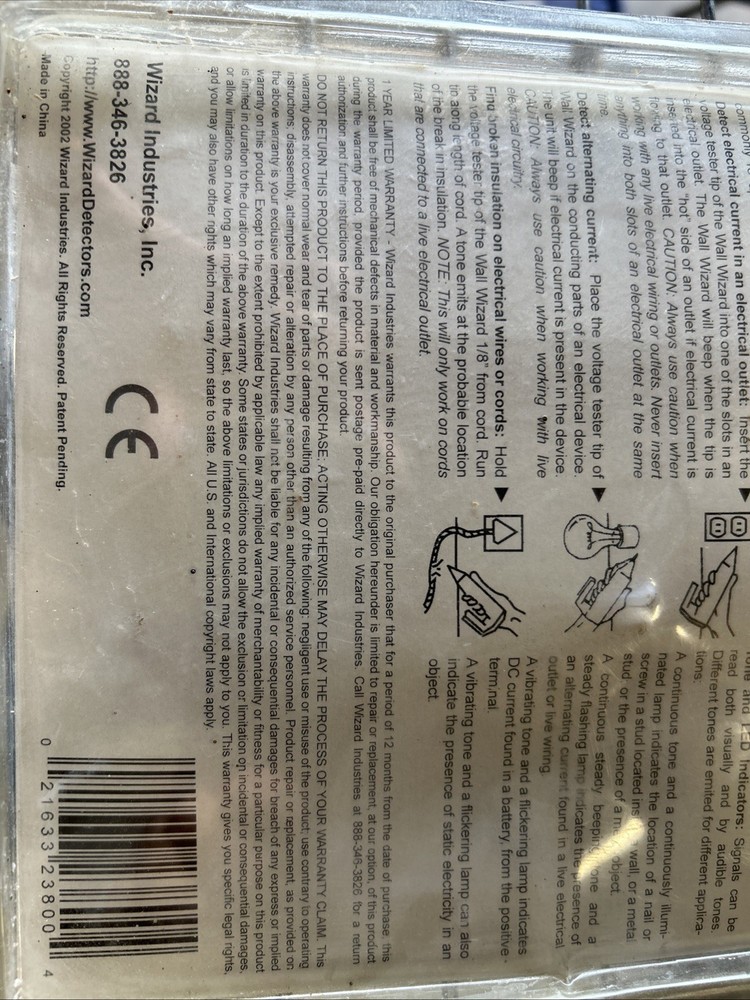 commonly
Detect electrical current in an electrical outlet: Insert the
voltage tester tip of the Wall Wizard into one of the slots in an
electrical outlet. The Wall Wizard will beep when the tip is
inserted into the "hot" side of an outlet if electrical current is
flowing to that outlet. CAUTION: Always use caution when
working with any live electrical wiring or outlets. Never insert
anything into both slots of an electrical outlet at the same
time.
Detect alternating current: Place the voltage tester tip of
Wall Wizard on the conducting parts of an electrical device.
The unit will beep if electrical current is present in the device.
CAUTION: Always use caution when working with live
electrical circuitry.
Find broken insulation on electrical wires or cords: Hold
the voltage tester tip of the Wall Wizard 1/8" from cord. Run
tip along length of cord. A tone emits at the probable location
of the break in insulation. NOTE: This will only work on cords
that are connected to a live electrical outlet.
Tone and LED Indicators: Signals can be
read both visually and by audible tones.
Different tones are emited for different applica-
tions.
A continuous tone and a continuously illumi-
nated lamp indicates the location of a nail or
screw in a stud located inside a wall, or a metal
stud or the presence of a metal object.
A continuous steady beeping tone and a
steady flashing lamp indicates the presence of
an alternating current found in a live electrical
outlet or live wiring.
A vibrating tone and a flickering lamp indicates
DC current found in a battery, from the positive
terminal
A vibrating tone and a flickering lamp can also
indicate the presence of static electricity in an
object.
1 YEAR LIMITED WARRANTY - Wizard Industries warrants this product to the original purchaser that for a period of 12 months from the date of purchase, this
product shall be free of mechanical defects in material and workmanship. Our obligation hereunder is limited to repair or replacement, at our option, of this product
during the warranty period, provided the product is sent postage pre-paid directly to Wizard Industries. Call Wizard Industries at 888-346-3826 for a return
authorization and further instructions before returning your product.
DO NOT RETURN THIS PRODUCT TO THE PLACE OF PURCHASE; ACTING OTHERWISE MAY DELAY THE PROCESS OF YOUR WARRANTY CLAIM. This
warranty does not cover normal wear and tear of parts or damage resulting from any of the following: negligent use or misuse of the product; use contrary to operating
instructions; disassembly, attempted repair or alteration by any person other than an authorized service personnel. Product repair or replacement, as provided on
the above warranty is your exclusive remedy. Wizard Industries shall not be liable for any incidental or consequential damages for breach of any express or implied
warranty on this product. Except to the extent prohibited by applicable law any implied warranty of merchantability or fitness for a particular purpose on this product
is limited in duration to the duration of the above warranty. Some states or jurisdictions do not allow the exclusion or limitation on incidental or consequential damages,
or allow limitations on how long an implied warranty last, so the above limitations or exclusions may not apply to you. This warranty gives you specific legal rights,
and you may also have other rights which may vary from state to state. All U.S. and International copyright laws apply.
Wizard Industries, Inc.
888-346-3826
http://www.WizardDetectors.com
Copyright 2002 Wizard Industries. All Rights Reserved. Patent Pending.
Made in China
CE
0 21633 23800 4